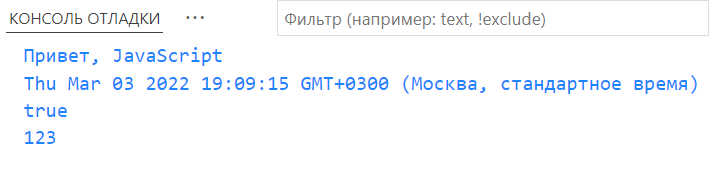 КОНСОЛЬ ОТЛАДКИ ··· Фильтр (например: text, !exclude)
Привет, JavaScript
Thu Mar 03 2022 19:09:15 GMT+0300 (Москва, стандартное время)
true
123